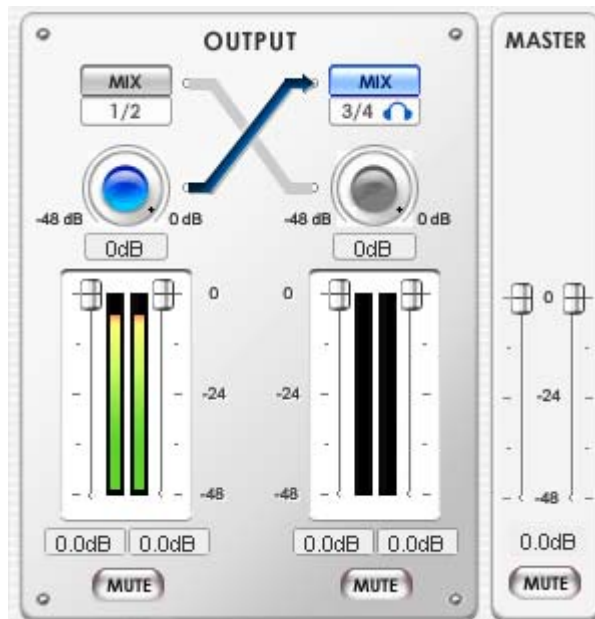 OUTPUT
MASTER
MIX
MIX
1/2
3/4
-48 dB
0 dB
-48 dB
0 dB
0dB
0dB
0
0
0
-24
-24
-24
-48
-48
-48
0.0dB
0.0dB
0.0dB
0.0dB
0.0dB
MUTE
MUTE
MUTE